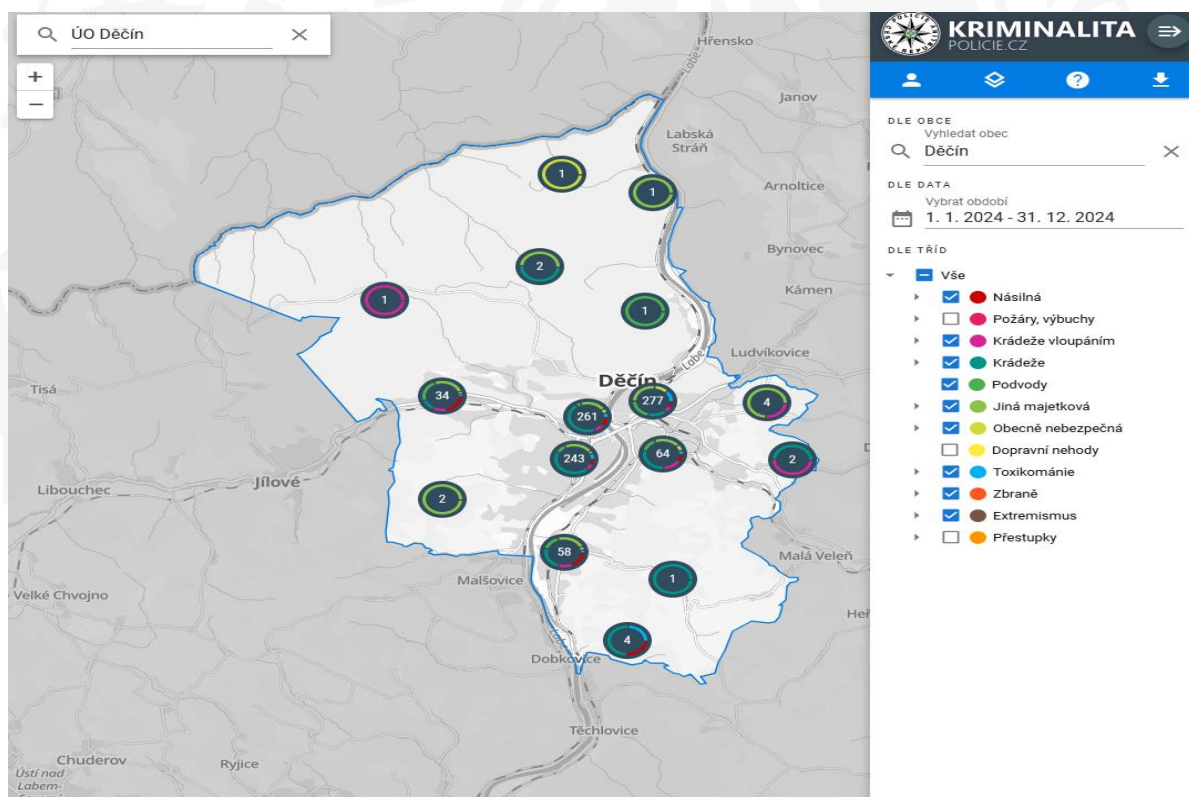 ÚO Děčín
+
−
Hřensko
Janov
Labe
Labská
Stráň
Arnoltice
1
1
Bynovec
2
Kámen
1
1
Labe
Ludvíkovice
Děčín
Tisá
34
261
277
4
243
64
2
Jílové
Libouchec
2
58
Malá Veleň
1
Malšovice
Velké Chvojno
Labe
4
Dobkovice
Těchlovice
Chuderov
Ryjice
Ústí nad
Labem-
KRIMINALITA
POLICIE.CZ
DLE OBCE
Vyhledat obec
Děčín
DLE DATA
Vybrat období
1. 1. 2024 - 31. 12. 2024
DLE TŘÍD
Vše
Násilná
Požáry, výbuchy
Krádeže vloupáním
Krádeže
Podvody
Jiná majetková
Obecně nebezpečná
Dopravní nehody
Toxikománie
Zbraně
Extremismus
Přestupky